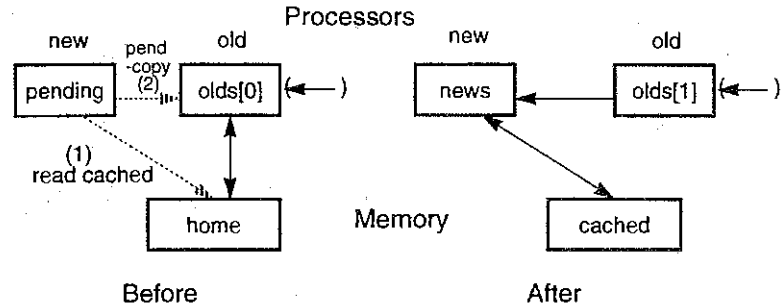 Processors
new
pend
-copy
(2)
old
new
old
pending
olds[0]
( )
news
olds[1]
( )
(1)
read cached
home
Memory
cached
Before
After